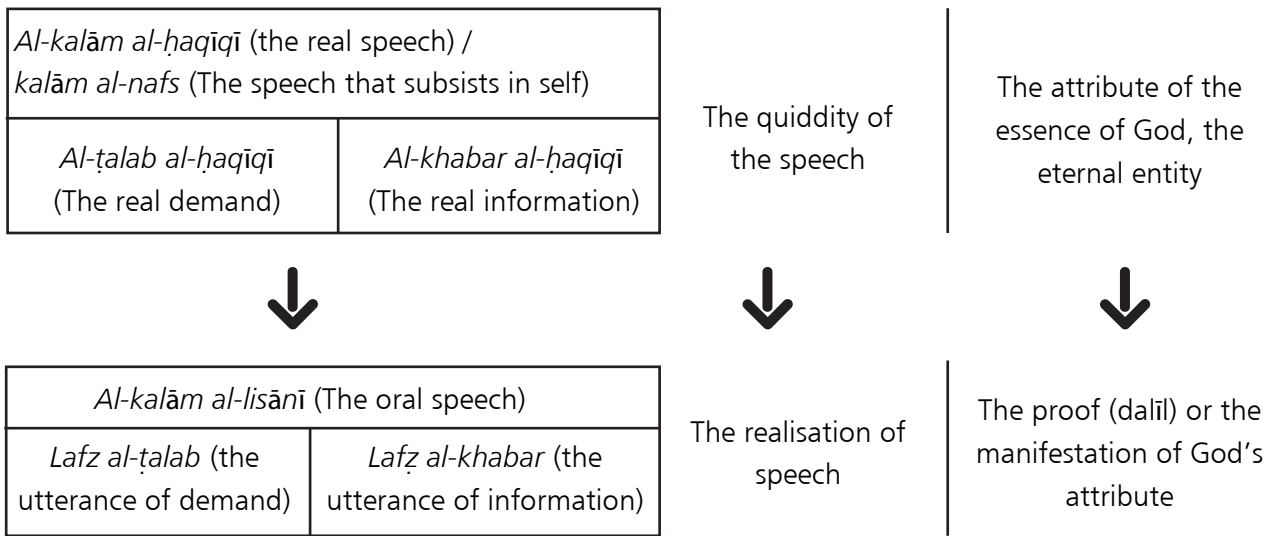 Al-kalām al-ḥaqīqī (the real speech) /
kalām al-nafs (The speech that subsists in self)
Al-ṭalab al-ḥaqīqī
(The real demand)
Al-khabar al-ḥaqīqī
(The real information)
The quiddity of
the speech
The attribute of the
essence of God, the
eternal entity
Al-kalām al-lisānī (The oral speech)
Lafz al-ṭalab (the
utterance of demand)
Lafẓ al-khabar (the
utterance of information)
The realisation of
speech
The proof (dalīl) or the
manifestation of God's
attribute